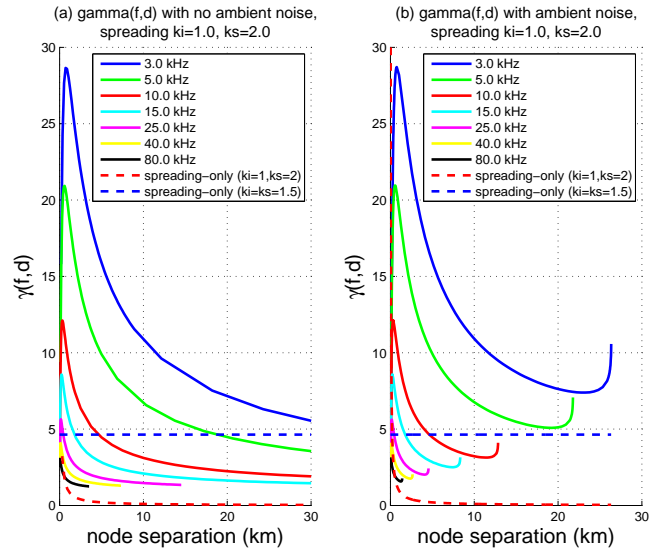 (a) gamma(f,d) with no ambient noise,
spreading ki=1.0, ks=2.0
30
25
20
15
10
5
0
γ(f,d)
3.0 kHz
5.0 kHz
10.0 kHz
15.0 kHz
25.0 kHz
40.0 kHz
80.0 kHz
spreading−only (ki=1,ks=2)
spreading−only (ki=ks=1.5)
0 10 20 30
node separation (km)
(b) gamma(f,d) with ambient noise,
spreading ki=1.0, ks=2.0
30
25
20
15
10
5
0
γ(f,d)
3.0 kHz
5.0 kHz
10.0 kHz
15.0 kHz
25.0 kHz
40.0 kHz
80.0 kHz
spreading−only (ki=1,ks=2)
spreading−only (ki=ks=1.5)
0 10 20 30
node separation (km)